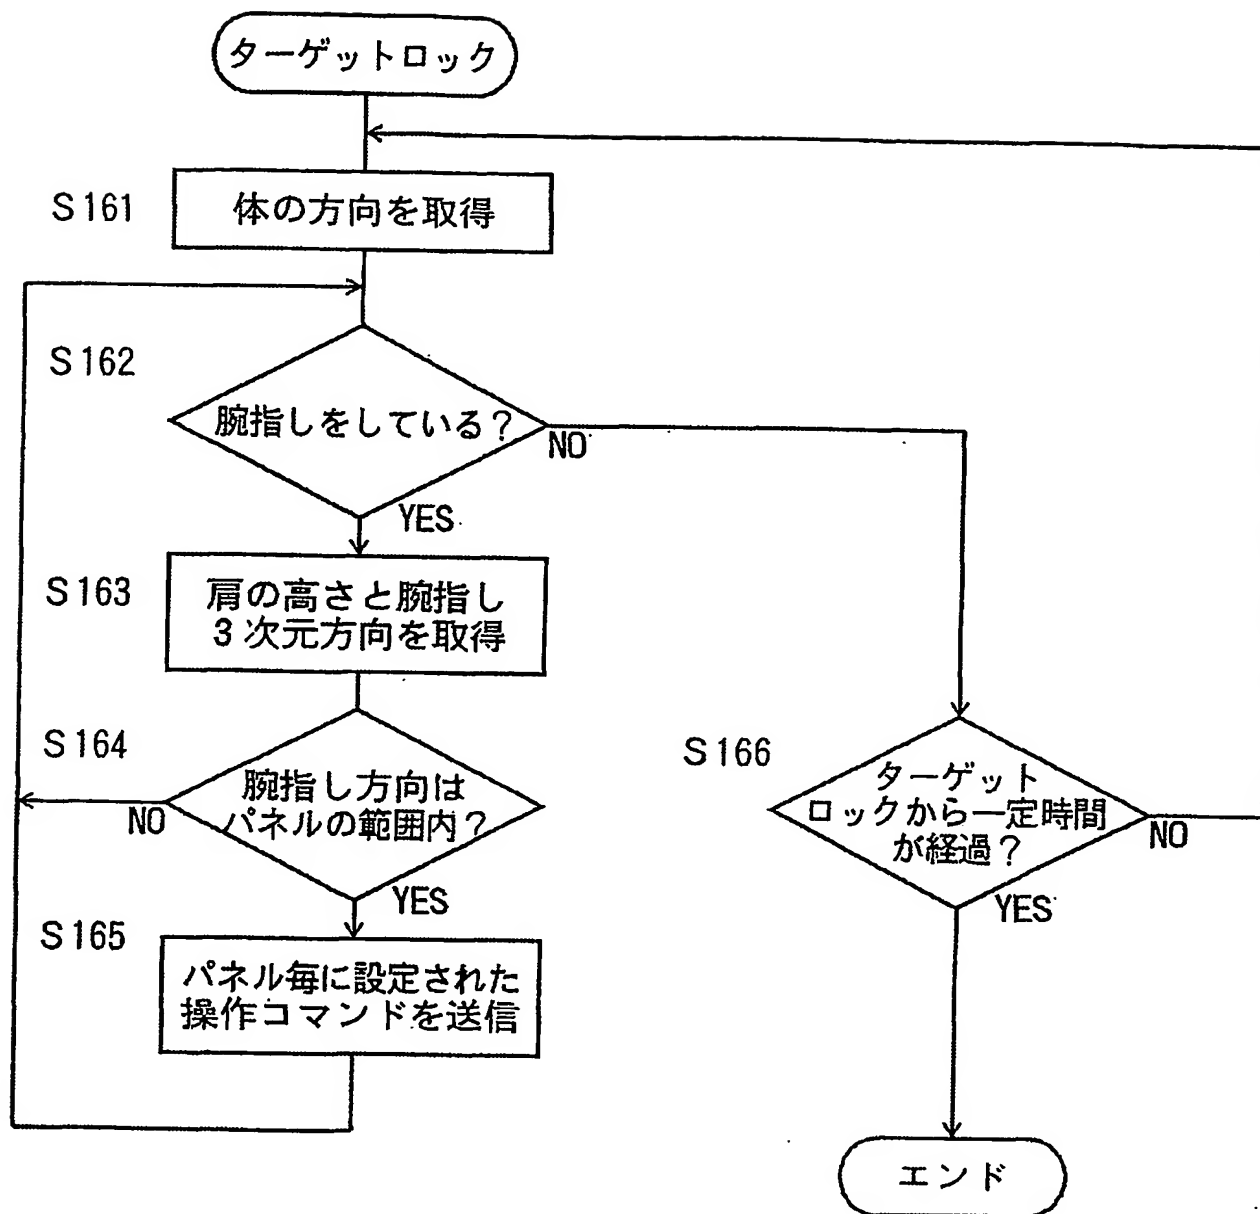 ターゲットロック
S161
体の方向を取得
S162
腕指しをしている?
NO
YES
S163
肩の高さと腕指し
3次元方向を取得
S164
腕指し方向は
パネルの範囲内?
NO
YES
S165
パネル毎に設定された
操作コマンドを送信
S166
ターゲット
ロックから一定時間
が経過?
NO
YES
エンド